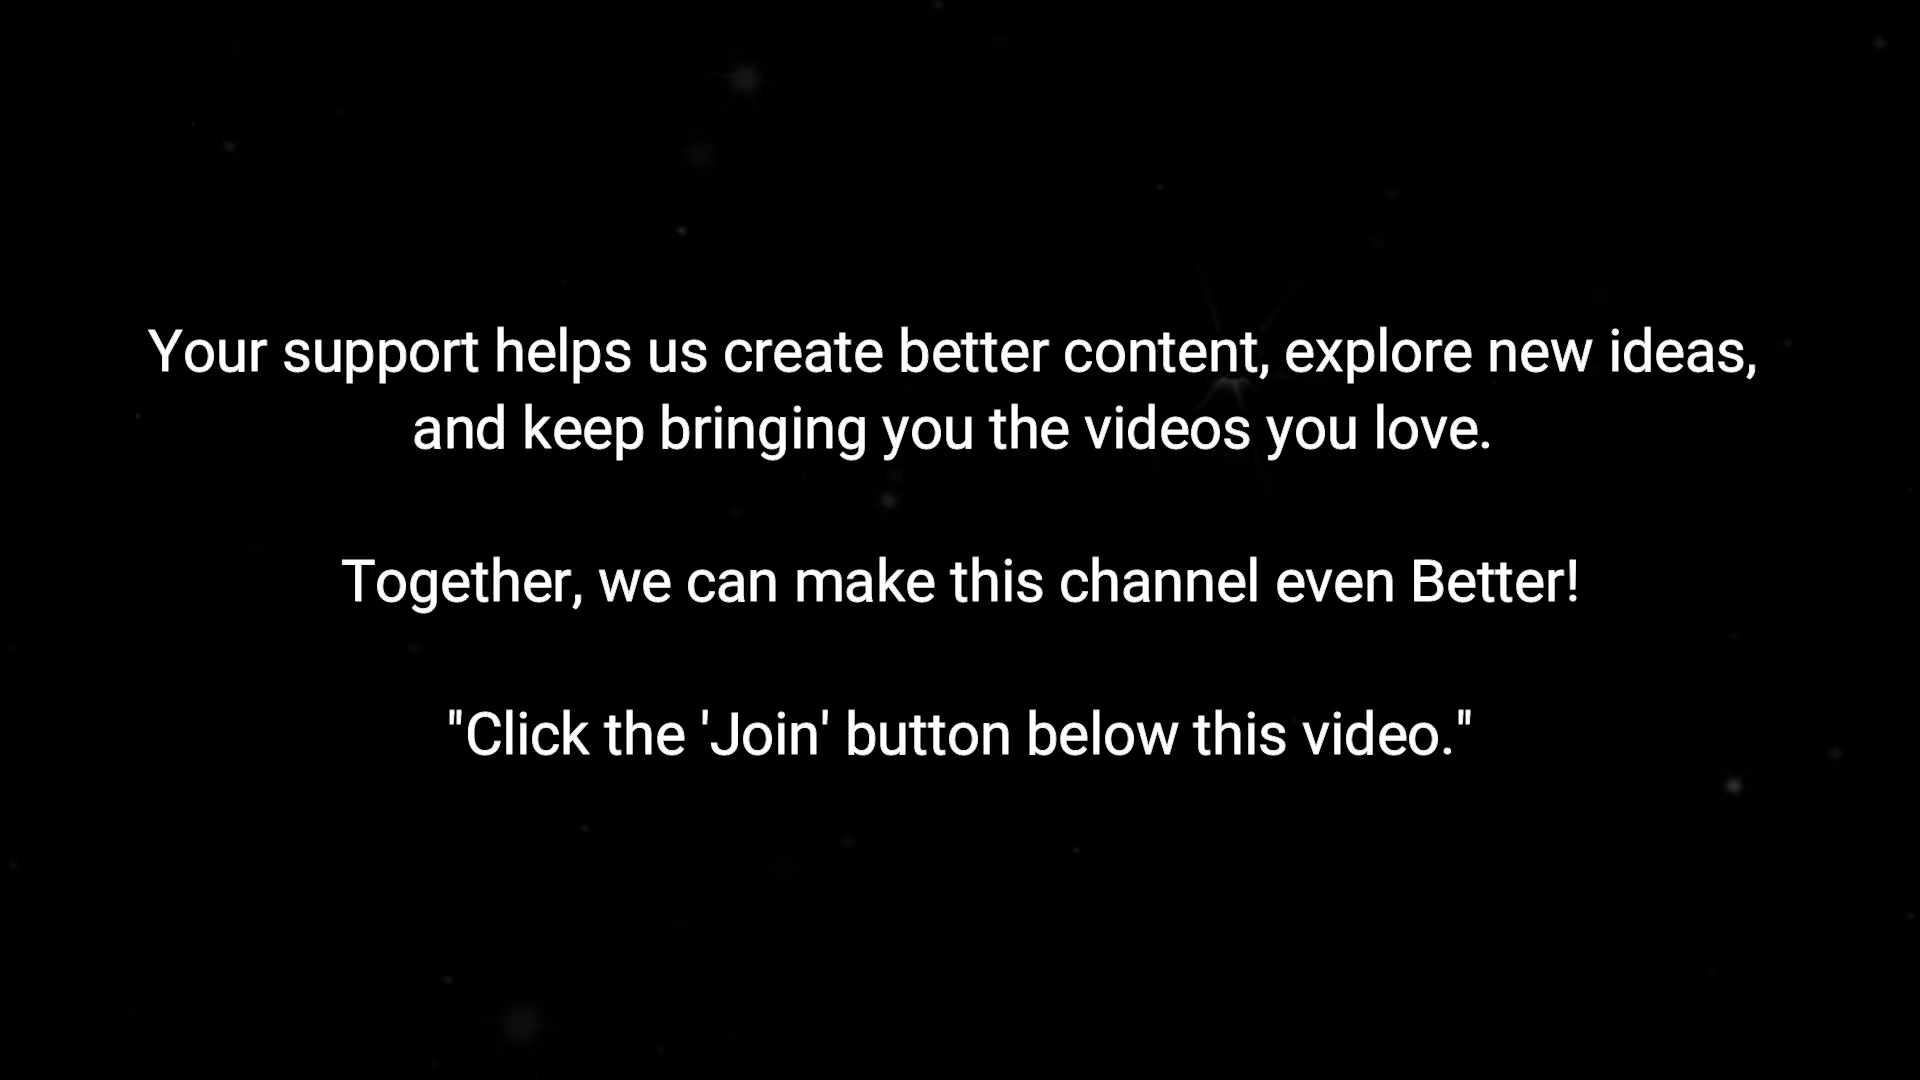 Your support helps us create better content, explore new ideas,
and keep bringing you the videos you love.
Together, we can make this channel even Better!
"Click the 'Join' button below this video."